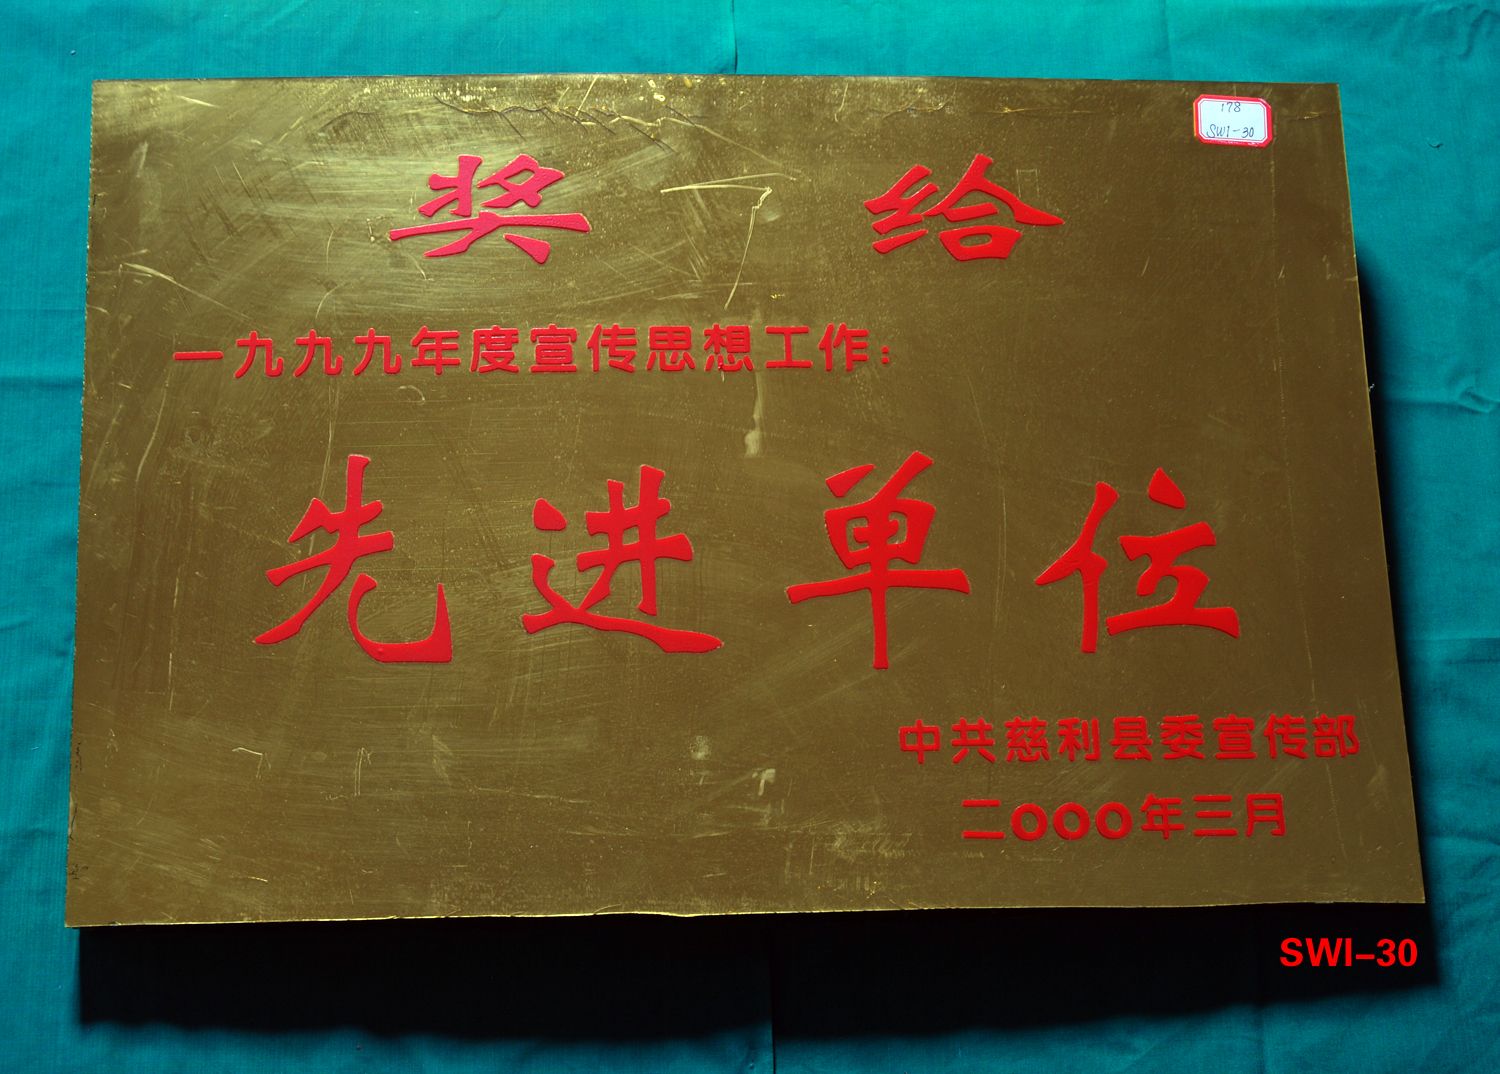 178
SWI-30
奖 给
一九九九年度宣传思想工作:
先进单位
中共慈利县委宣传部
二OOO年三月
SWI-30